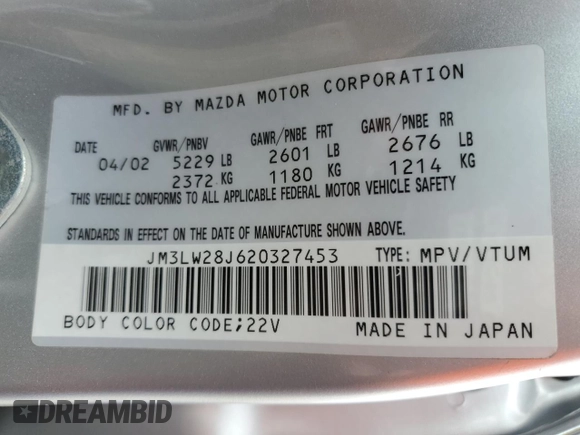 MFD. BY MAZDA MOTOR CORPORATION
DATE GVWR/PNBV GAWR/PNBE FRT GAWR/PNBE RR
04/02 5229 LB 2601 LB 2676 LB
2372 KG 1180 KG 1214 KG
THIS VEHICLE CONFORMS TO ALL APPLICABLE FEDERAL MOTOR VEHICLE SAFETY
STANDARDS IN EFFECT ON THE DATE OF MANUFACTURE SHOWN ABOVE.
JM3LW28J620327453 TYPE: MPV/VTUM
BODY COLOR CODE;22V MADE IN JAPAN
DREAMBID